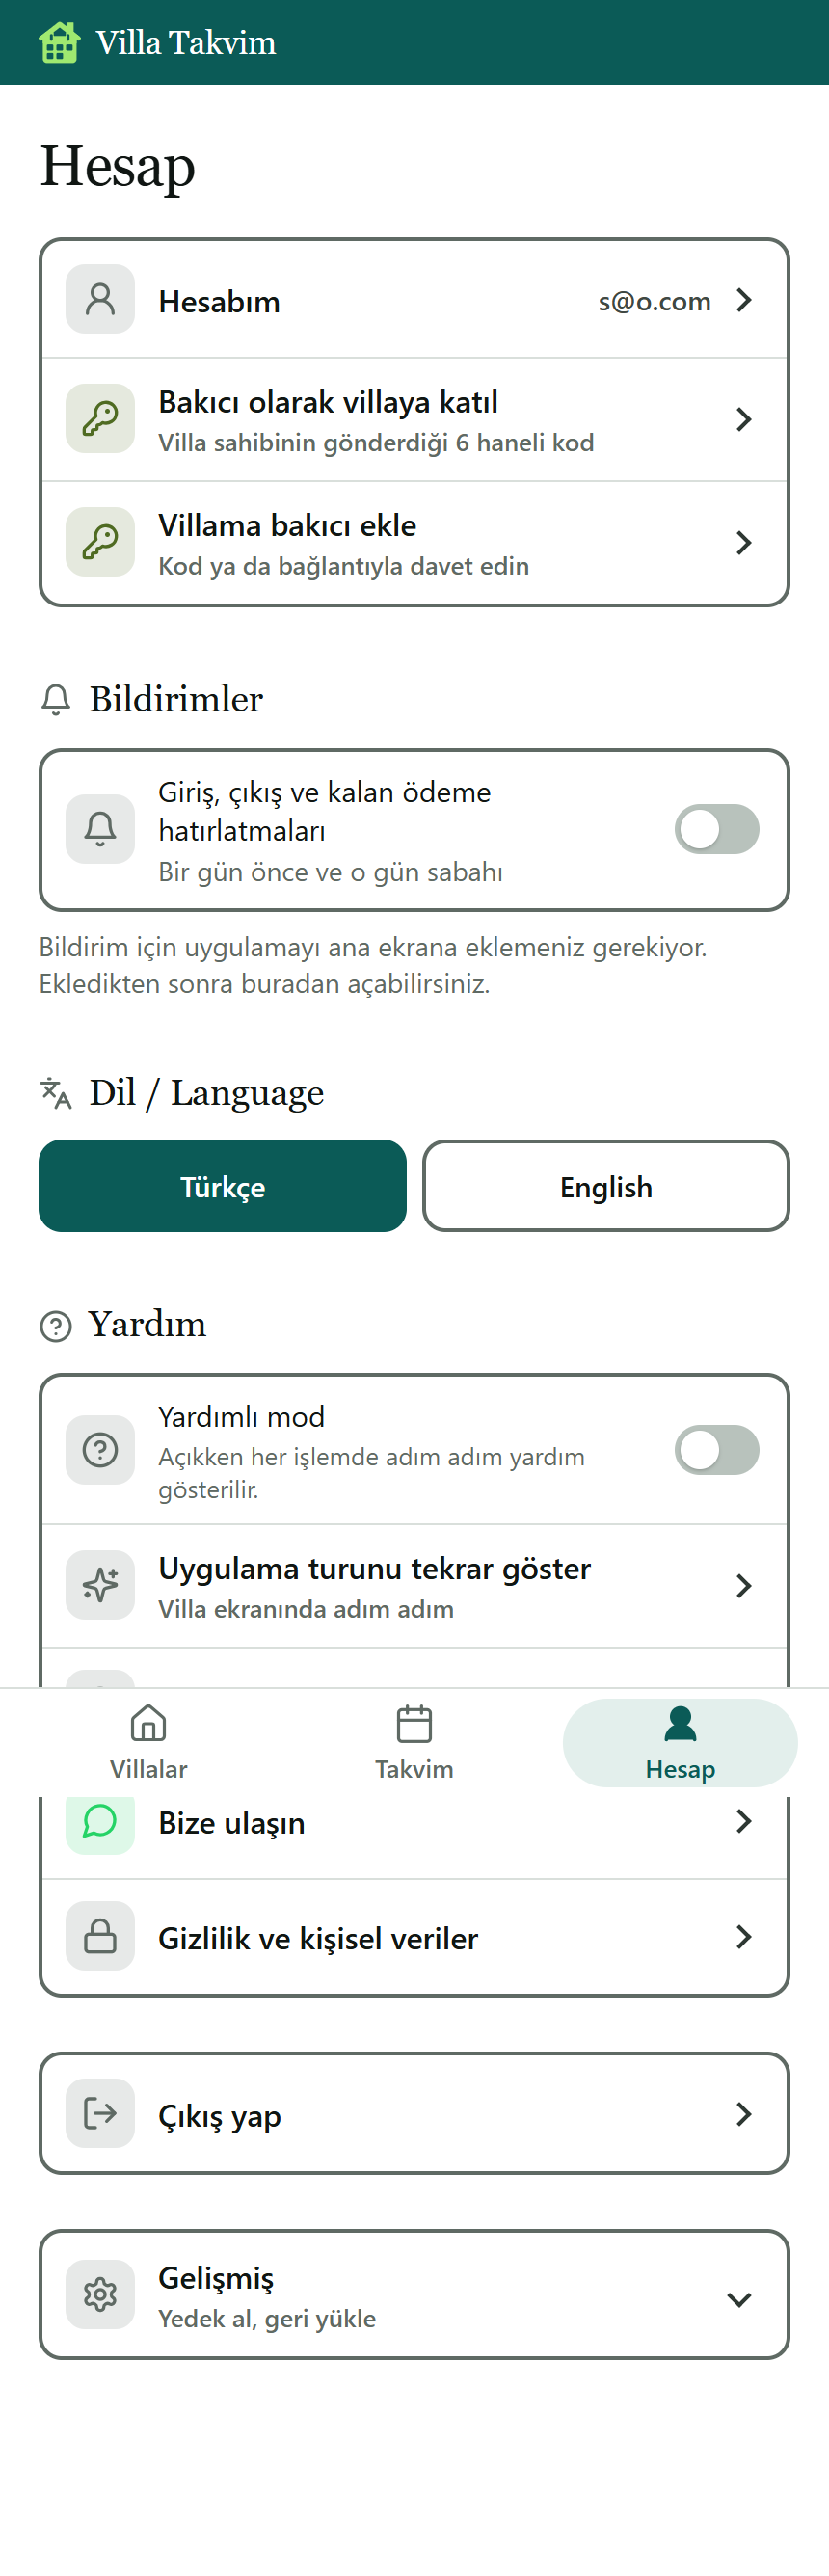 Villa Takvim
Hesap
Hesabım
s@o.com
Bakıcı olarak villaya katıl
Villa sahibinin gönderdiği 6 haneli kod
Villama bakıcı ekle
Kod ya da bağlantıyla davet edin
Bildirimler
Giriş, çıkış ve kalan ödeme
hatırlatmaları
Bir gün önce ve o gün sabahı
Bildirim için uygulamayı ana ekrana eklemeniz gerekiyor.
Ekledikten sonra buradan açabilirsiniz.
Dil / Language
Türkçe
English
Yardım
Yardımlı mod
Açıkken her işlemde adım adım yardım
gösterilir.
Uygulama turunu tekrar göster
Villa ekranında adım adım
Villalar
Takvim
Hesap
Bize ulaşın
Gizlilik ve kişisel veriler
Çıkış yap
Gelişmiş
Yedek al, geri yükle